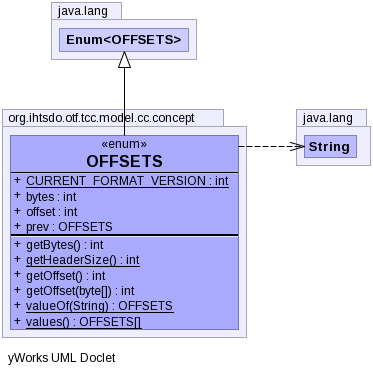 java.lang
Enum<OFFSETS>
org.ihtsdo.otf.tcc.model.cc.concept
java.lang
«enum»
OFFSETS
String
+ CURRENT_FORMAT_VERSION : int
+ bytes : int
+ offset : int
+ prev : OFFSETS
+ getBytes() : int
+ getHeaderSize() : int
+ getOffset() : int
+ getOffset(byte[]) : int
+ valueOf(String) : OFFSETS
+ values() : OFFSETS[]
yWorks UML Doclet